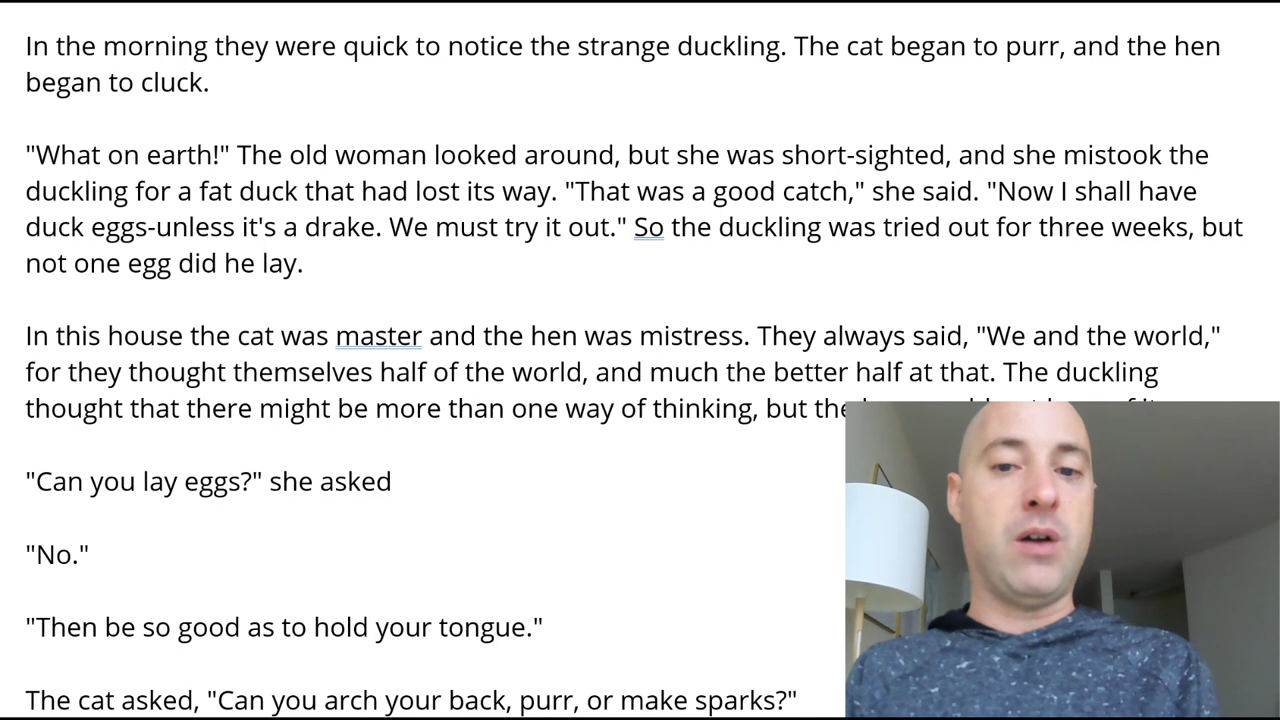 In the morning they were quick to notice the strange duckling. The cat began to purr, and the hen
began to cluck.
"What on earth!" The old woman looked around, but she was short-sighted, and she mistook the
duckling for a fat duck that had lost its way. "That was a good catch," she said. "Now I shall have
duck eggs-unless it's a drake. We must try it out." So the duckling was tried out for three weeks, but
not one egg did he lay.
In this house the cat was master and the hen was mistress. They always said, "We and the world,"
for they thought themselves half of the world, and much the better half at that. The duckling
thought that there might be more than one way of thinking, but the
"Can you lay eggs?" she asked
"No."
"Then be so good as to hold your tongue."
The cat asked, "Can you arch your back, purr, or make sparks?"